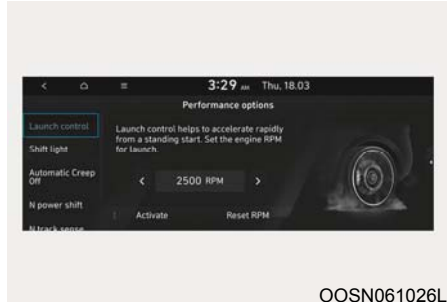 3:29 AM Thu, 18.03
Performance options
Launch control
Launch control helps to accelerate rapidly
from a standing start. Set the engine RPM
for launch.
Shift light
Automatic Creep
Off
< 2500 RPM >
N power shift
Activate Reset RPM
N track sense
OOSN061026L